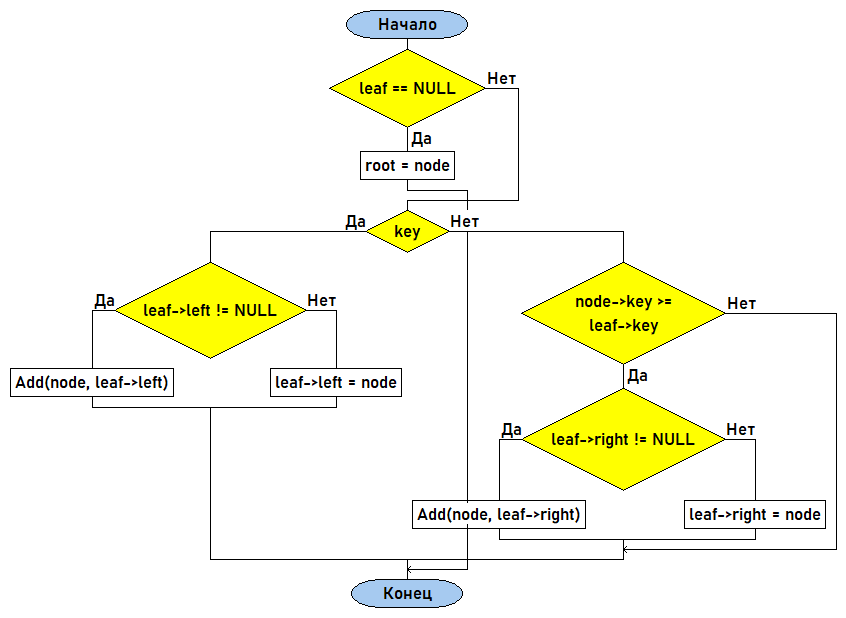 Начало
leaf == NULL
Нет
Да
root = node
Да
key
Нет
Да
leaf->left != NULL
Нет
node->key >=
leaf->key
Нет
Add(node, leaf->left)
leaf->left = node
Да
Да
leaf->right != NULL
Нет
Add(node, leaf->right)
leaf->right = node
Конец